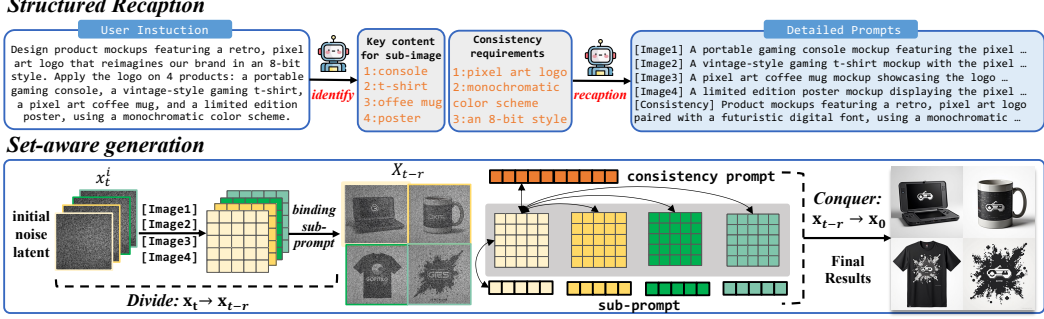 Structured Recaption
User Instuction
Design product mockups featuring a retro, pixel
art logo that reimagines our brand in an 8-bit
style. Apply the logo on 4 products: a portable
gaming console, a vintage-style gaming t-shirt,
a pixel art coffee mug, and a limited edition
poster, using a monochromatic color scheme.
identify
Key content
for sub-image
1:console
2:t-shirt
3:offee mug
4:poster
Consistency
requirements
1:pixel art logo
2:monochromatic
color scheme
3:an 8-bit style
recaption
Detailed Prompts
[Image1] A portable gaming console mockup featuring the pixel …
[Image2] A vintage-style gaming t-shirt mockup with the pixel …
[Image3] A pixel art coffee mug mockup showcasing the logo …
[Image4] A limited edition poster mockup displaying the pixel …
[Consistency] Product mockups featuring a retro, pixel art logo
paired with a futuristic digital font, using a monochromatic …
Set-aware generation
x_t^i
initial
noise
latent
[Image1]
[Image2]
[Image3]
[Image4]
Divide: x_t → x_{t−r}
binding
sub-
prompt
X_{t−r}
consistency prompt
sub-prompt
Conquer:
x_{t−r} → x_0
Final
Results